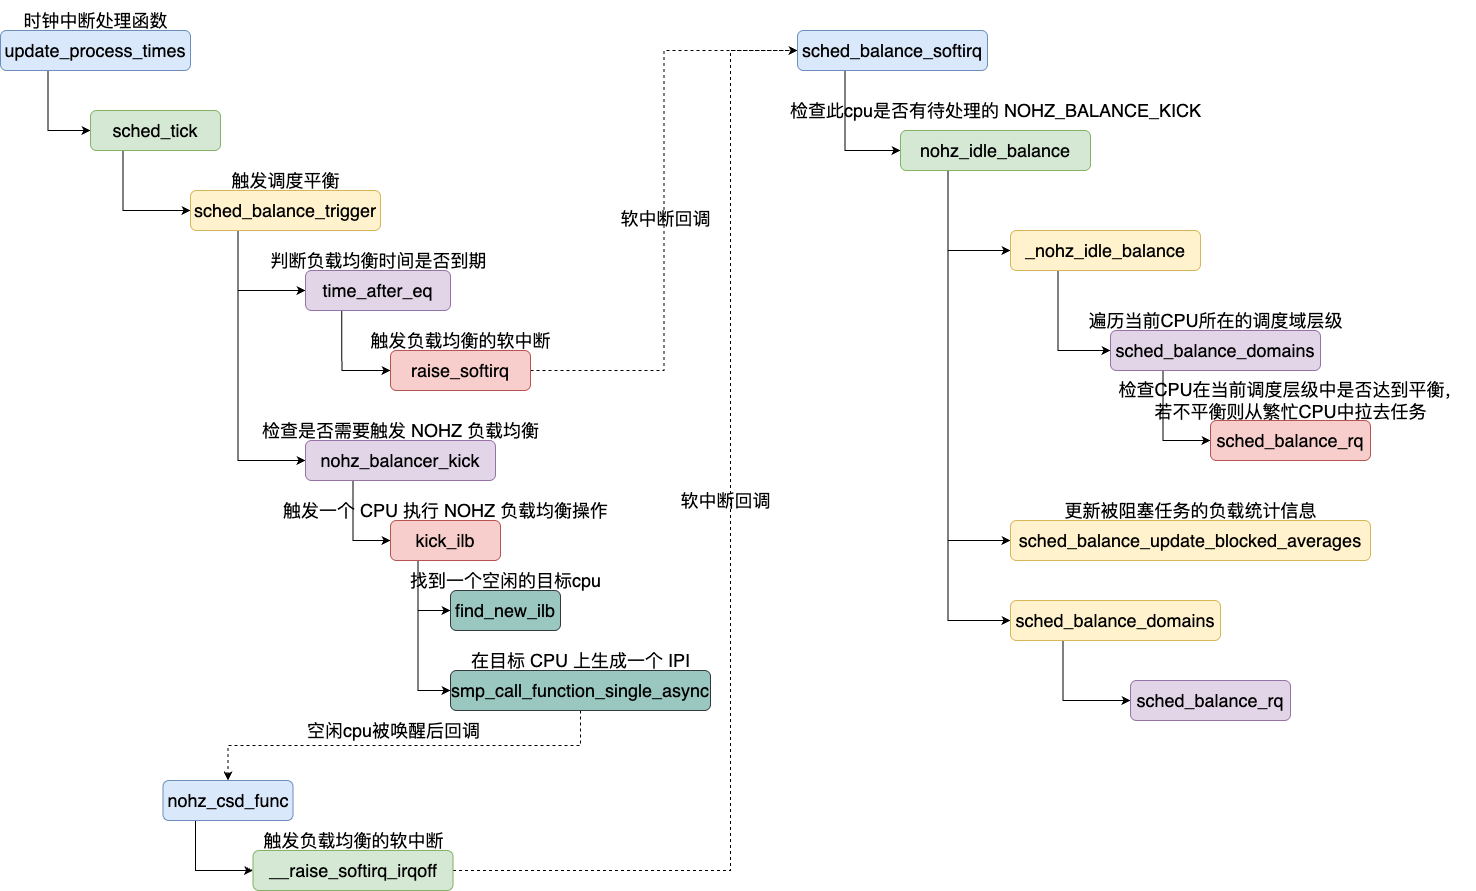 时钟中断处理函数
update_process_times
sched_tick
触发调度平衡
sched_balance_trigger
判断负载均衡时间是否到期
time_after_eq
触发负载均衡的软中断
raise_softirq
检查是否需要触发 NOHZ 负载均衡
nohz_balancer_kick
触发一个 CPU 执行 NOHZ 负载均衡操作
kick_ilb
找到一个空闲的目标cpu
find_new_ilb
在目标 CPU 上生成一个 IPI
smp_call_function_single_async
空闲cpu被唤醒后回调
nohz_csd_func
触发负载均衡的软中断
__raise_softirq_irqoff
软中断回调
软中断回调
sched_balance_softirq
检查此cpu是否有待处理的 NOHZ_BALANCE_KICK
nohz_idle_balance
_nohz_idle_balance
遍历当前CPU所在的调度域层级
sched_balance_domains
检查CPU在当前调度层级中是否达到平衡，
若不平衡则从繁忙CPU中拉去任务
sched_balance_rq
更新被阻塞任务的负载统计信息
sched_balance_update_blocked_averages
sched_balance_domains
sched_balance_rq